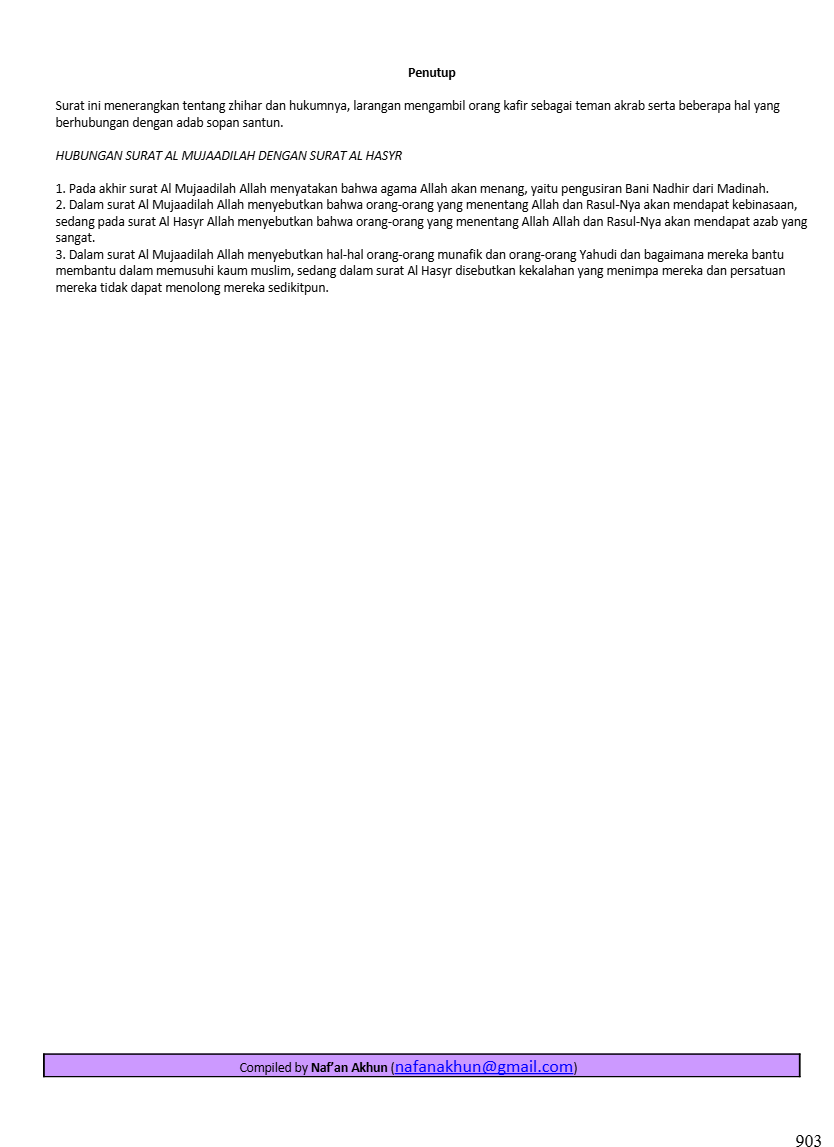 Penutup
Surat ini menerangkan tentang zhihar dan hukumnya, larangan mengambil orang kafir sebagai teman akrab serta beberapa hal yang
berhubungan dengan adab sopan santun.
HUBUNGAN SURAT AL MUJAADILAH DENGAN SURAT AL HASYR
1. Pada akhir surat Al Mujaadilah Allah menyatakan bahwa agama Allah akan menang, yaitu pengusiran Bani Nadhir dari Madinah.
2. Dalam surat Al Mujaadilah Allah menyebutkan bahwa orang-orang yang menentang Allah dan Rasul-Nya akan mendapat kebinasaan,
sedang pada surat Al Hasyr Allah menyebutkan bahwa orang-orang yang menentang Allah Allah dan Rasul-Nya akan mendapat azab yang
sangat.
3. Dalam surat Al Mujaadilah Allah menyebutkan hal-hal orang-orang munafik dan orang-orang Yahudi dan bagaimana mereka bantu
membantu dalam memusuhi kaum muslim, sedang dalam surat Al Hasyr disebutkan kekalahan yang menimpa mereka dan persatuan
mereka tidak dapat menolong mereka sedikitpun.
Compiled by Naf’an Akhun (nafanakhun@gmail.com)
903